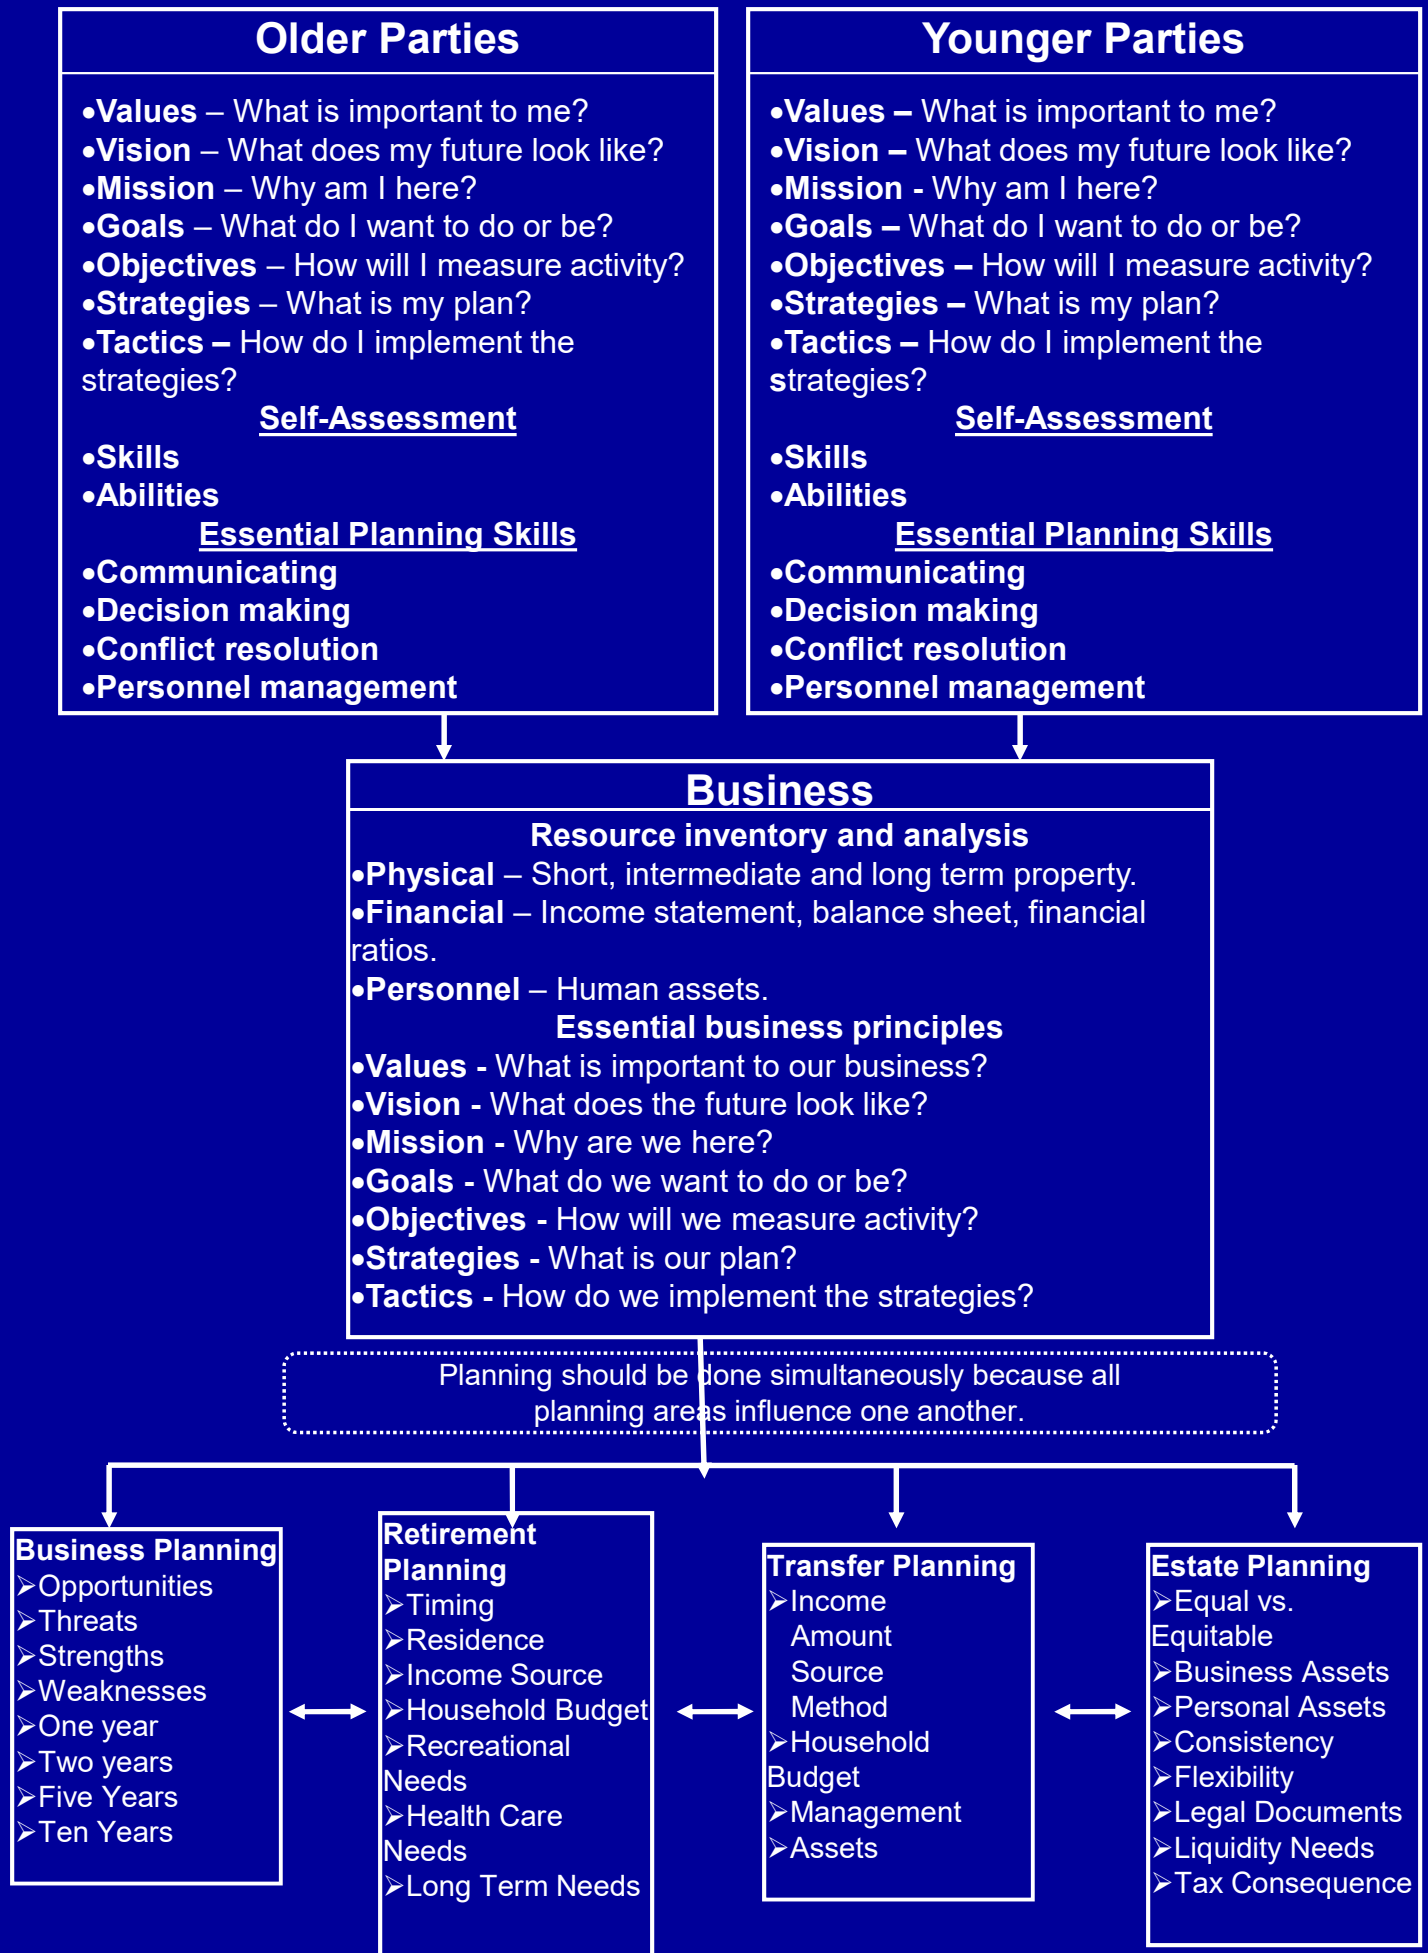 Older Parties
•Values – What is important to me?
•Vision – What does my future look like?
•Mission – Why am I here?
•Goals – What do I want to do or be?
•Objectives – How will I measure activity?
•Strategies – What is my plan?
•Tactics – How do I implement the
strategies?
Self-Assessment
•Skills
•Abilities
Essential Planning Skills
•Communicating
•Decision making
•Conflict resolution
•Personnel management
Younger Parties
•Values – What is important to me?
•Vision – What does my future look like?
•Mission - Why am I here?
•Goals – What do I want to do or be?
•Objectives – How will I measure activity?
•Strategies – What is my plan?
•Tactics – How do I implement the
strategies?
Self-Assessment
•Skills
•Abilities
Essential Planning Skills
•Communicating
•Decision making
•Conflict resolution
•Personnel management
Business
Resource inventory and analysis
•Physical – Short, intermediate and long term property.
•Financial – Income statement, balance sheet, financial
ratios.
•Personnel – Human assets.
Essential business principles
•Values - What is important to our business?
•Vision - What does the future look like?
•Mission - Why are we here?
•Goals - What do we want to do or be?
•Objectives - How will we measure activity?
•Strategies - What is our plan?
•Tactics - How do we implement the strategies?
Planning should be done simultaneously because all
planning areas influence one another.
Business Planning
➢Opportunities
➢Threats
➢Strengths
➢Weaknesses
➢One year
➢Two years
➢Five Years
➢Ten Years
Retirement
Planning
➢Timing
➢Residence
➢Income Source
➢Household Budget
➢Recreational
Needs
➢Health Care
Needs
➢Long Term Needs
Transfer Planning
➢Income
Amount
Source
Method
➢Household
Budget
➢Management
➢Assets
Estate Planning
➢Equal vs.
Equitable
➢Business Assets
➢Personal Assets
➢Consistency
➢Flexibility
➢Legal Documents
➢Liquidity Needs
➢Tax Consequence